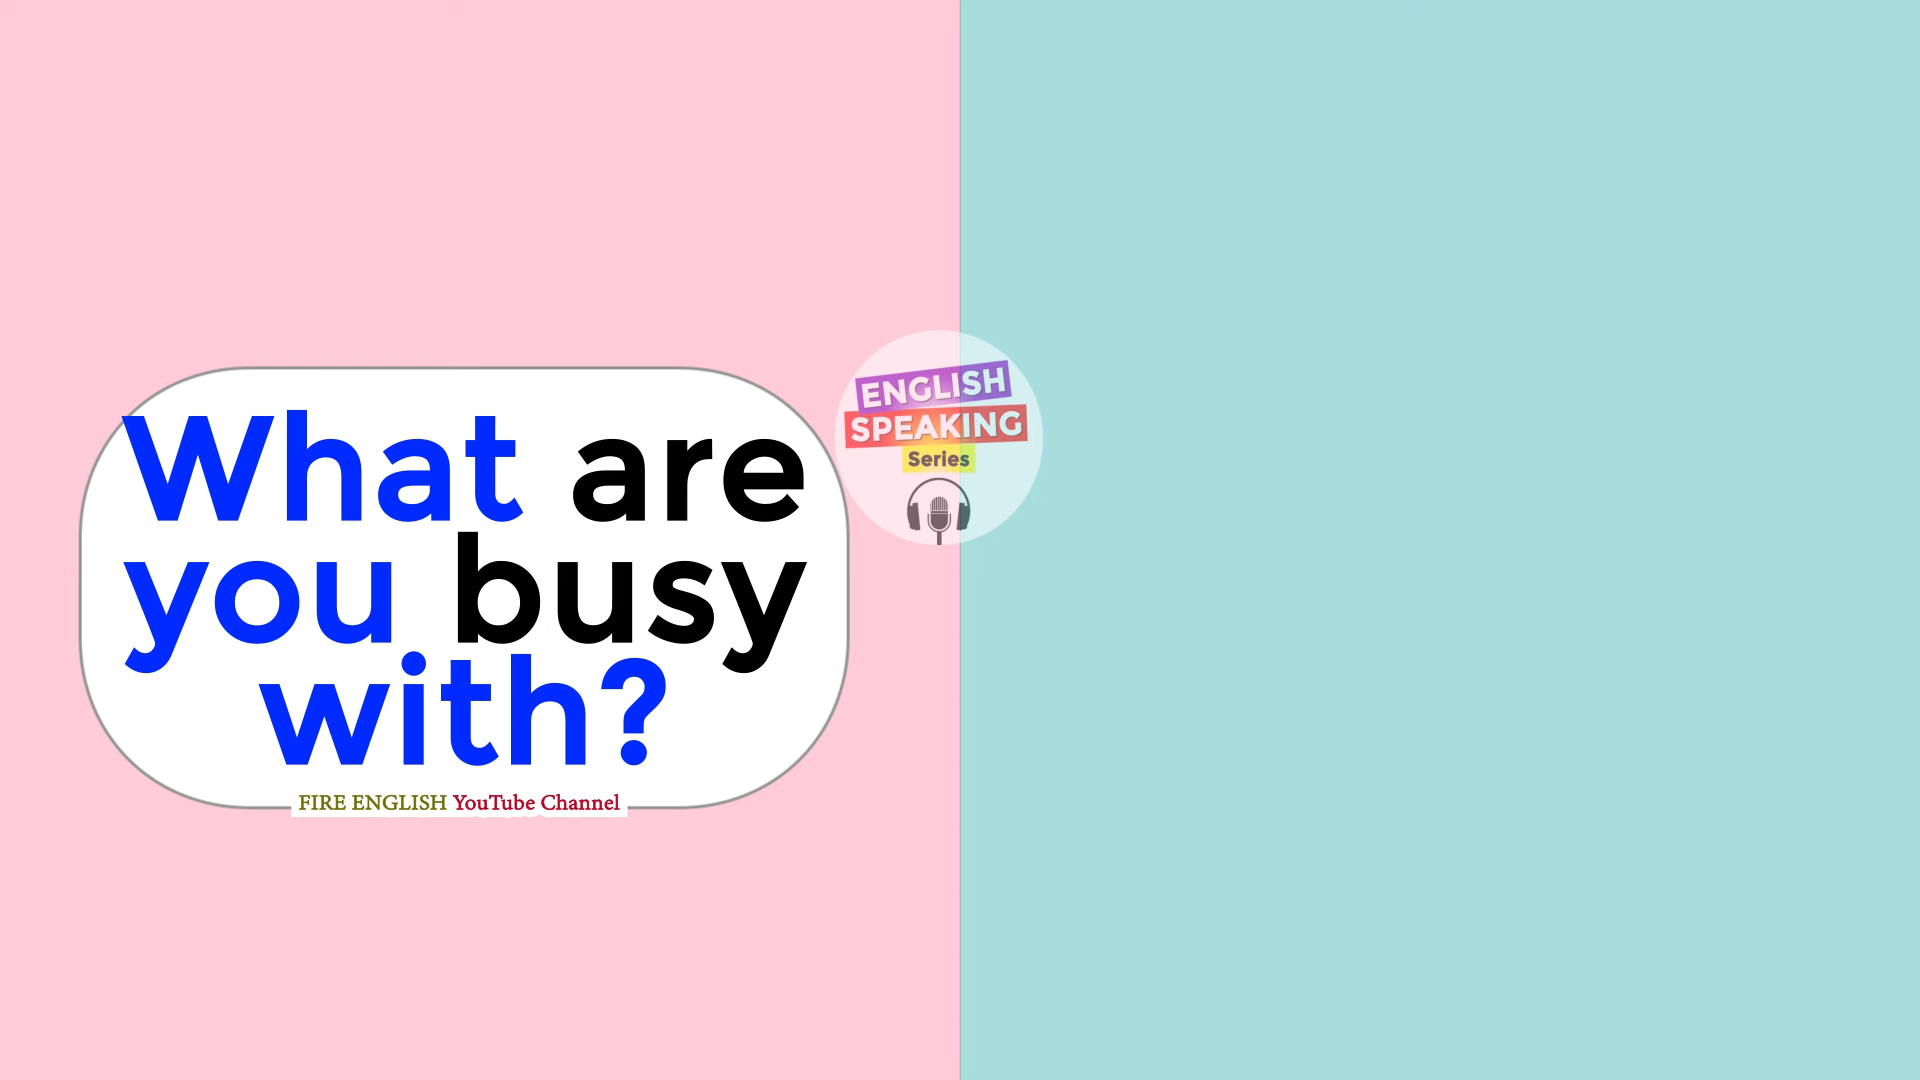 What are
you busy
with?
FIRE ENGLISH YouTube Channel
ENGLISH
SPEAKING
Series